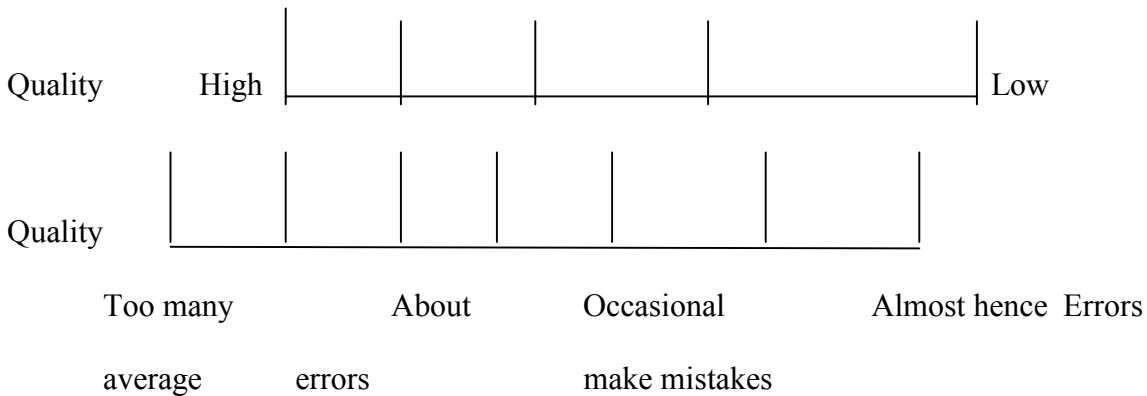 Quality High Low
Quality
Too many About Occasional Almost hence Errors
average errors make mistakes